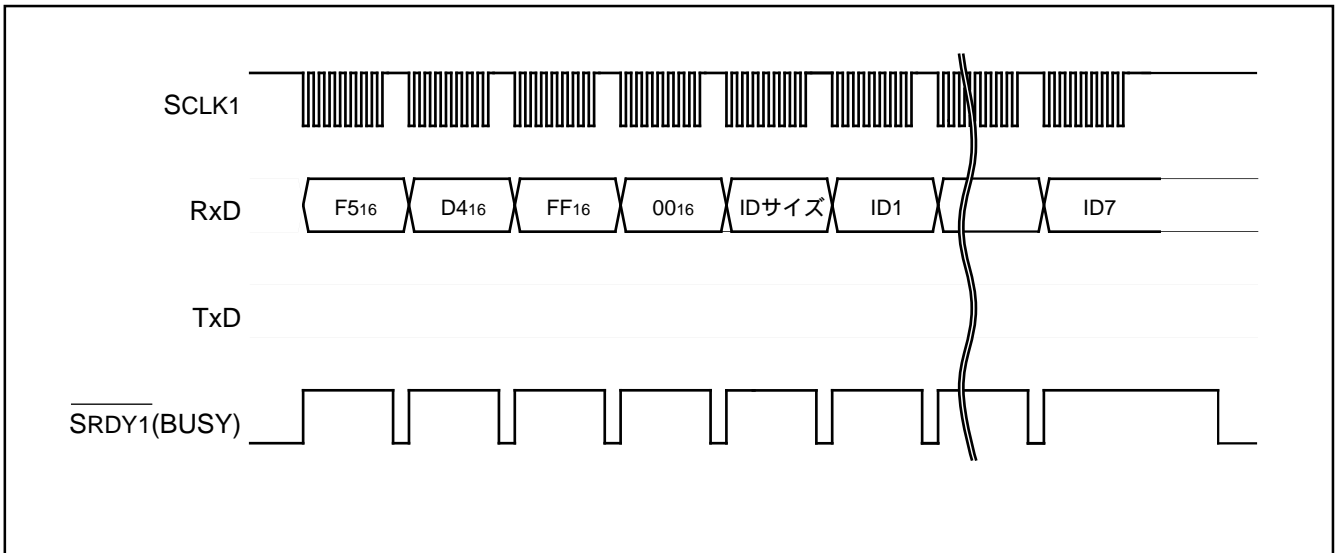 SCLK1
RxD F516 D416 FF16 0016 IDサイズ ID1 ID7
TxD
SRDY1(BUSY)